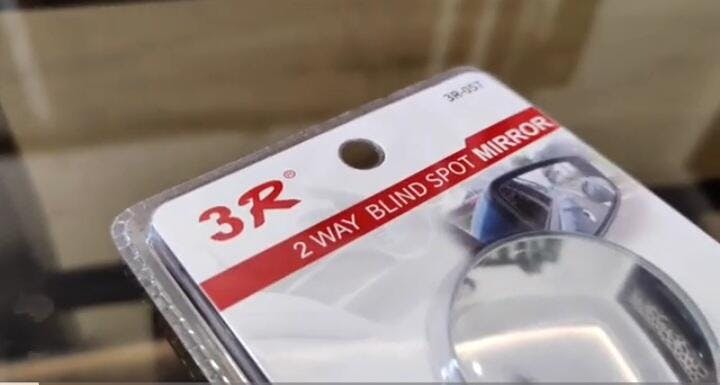 3R-057
3R®
2 WAY BLIND SPOT MIRROR